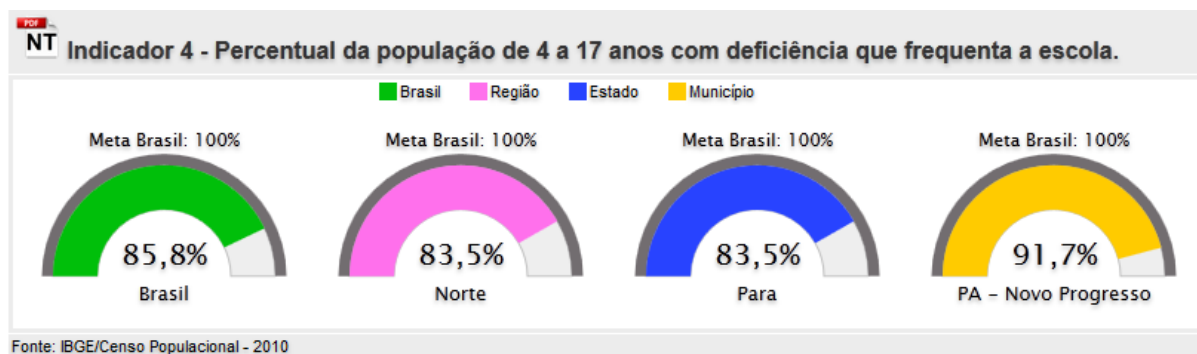 PDF
NT
Indicador 4 - Percentual da população de 4 a 17 anos com deficiência que frequenta a escola.
Brasil Região Estado Município
Meta Brasil: 100% Meta Brasil: 100% Meta Brasil: 100% Meta Brasil: 100%
85,8% 83,5% 83,5% 91,7%
Brasil Norte Para PA – Novo Progresso
Fonte: IBGE/Censo Populacional - 2010